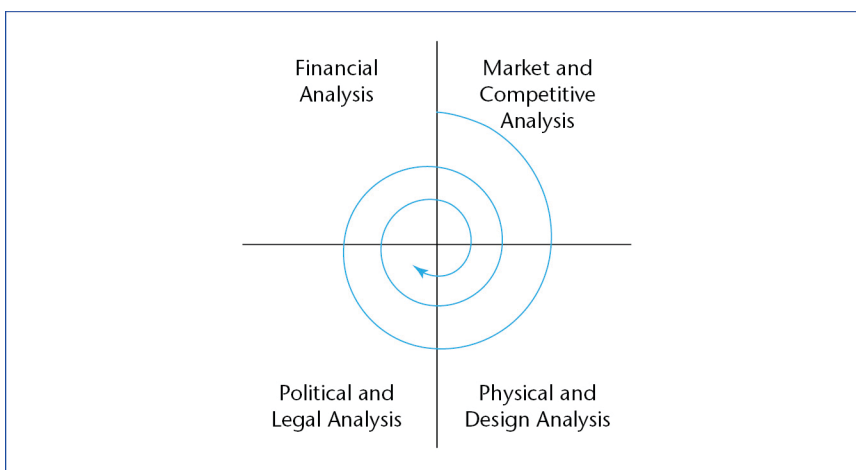 Financial
Analysis
Market and
Competitive
Analysis
Political and
Legal Analysis
Physical and
Design Analysis